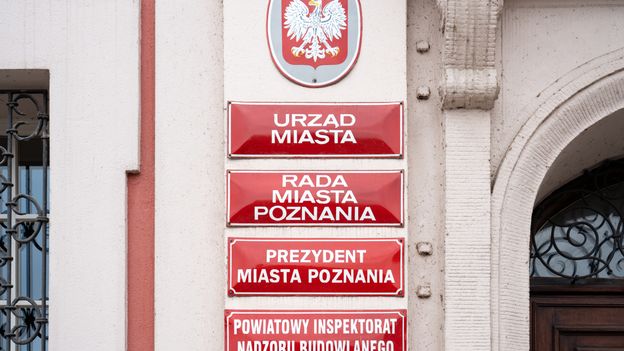 URZĄD
MIASTA
RADA
MIASTA
POZNANIA
PREZYDENT
MIASTA POZNANIA
POWIATOWY INSPEKTORAT
NADZORU BUDOWLANEGO